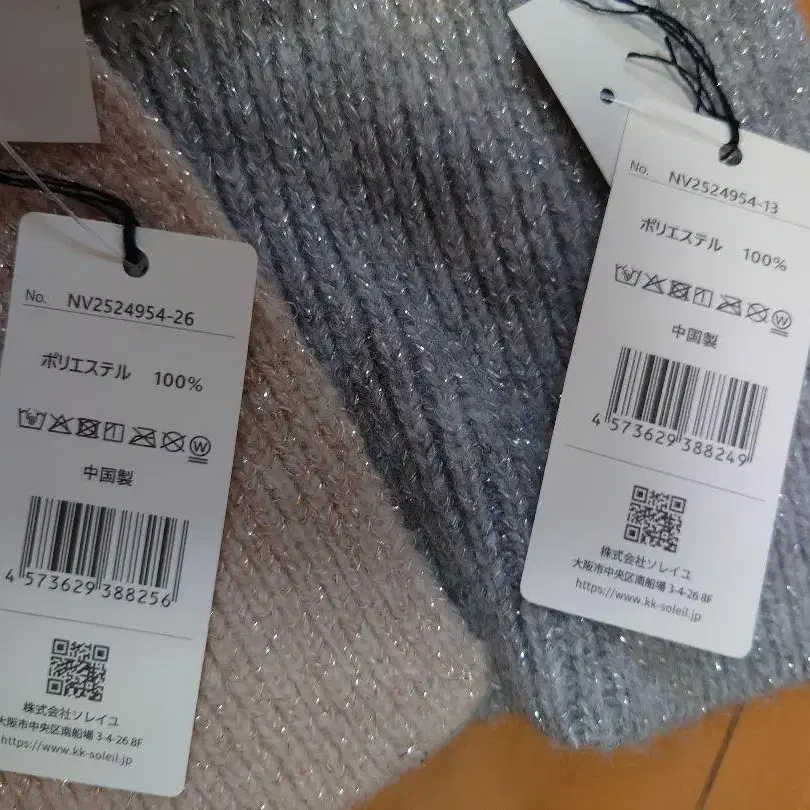 No. NV2524954-26
ポリエステル 100%
中国製
4 573629 388256
株式会社ソレイユ
大阪市中央区南船場 3-4-26 8F
https://www.kk-soleil.jp
No. NV2524954-13
ポリエステル 100%
中国製
4 573629 388249
株式会社ソレイユ
大阪市中央区南船場 3-4-26 8F
https://www.kk-soleil.jp